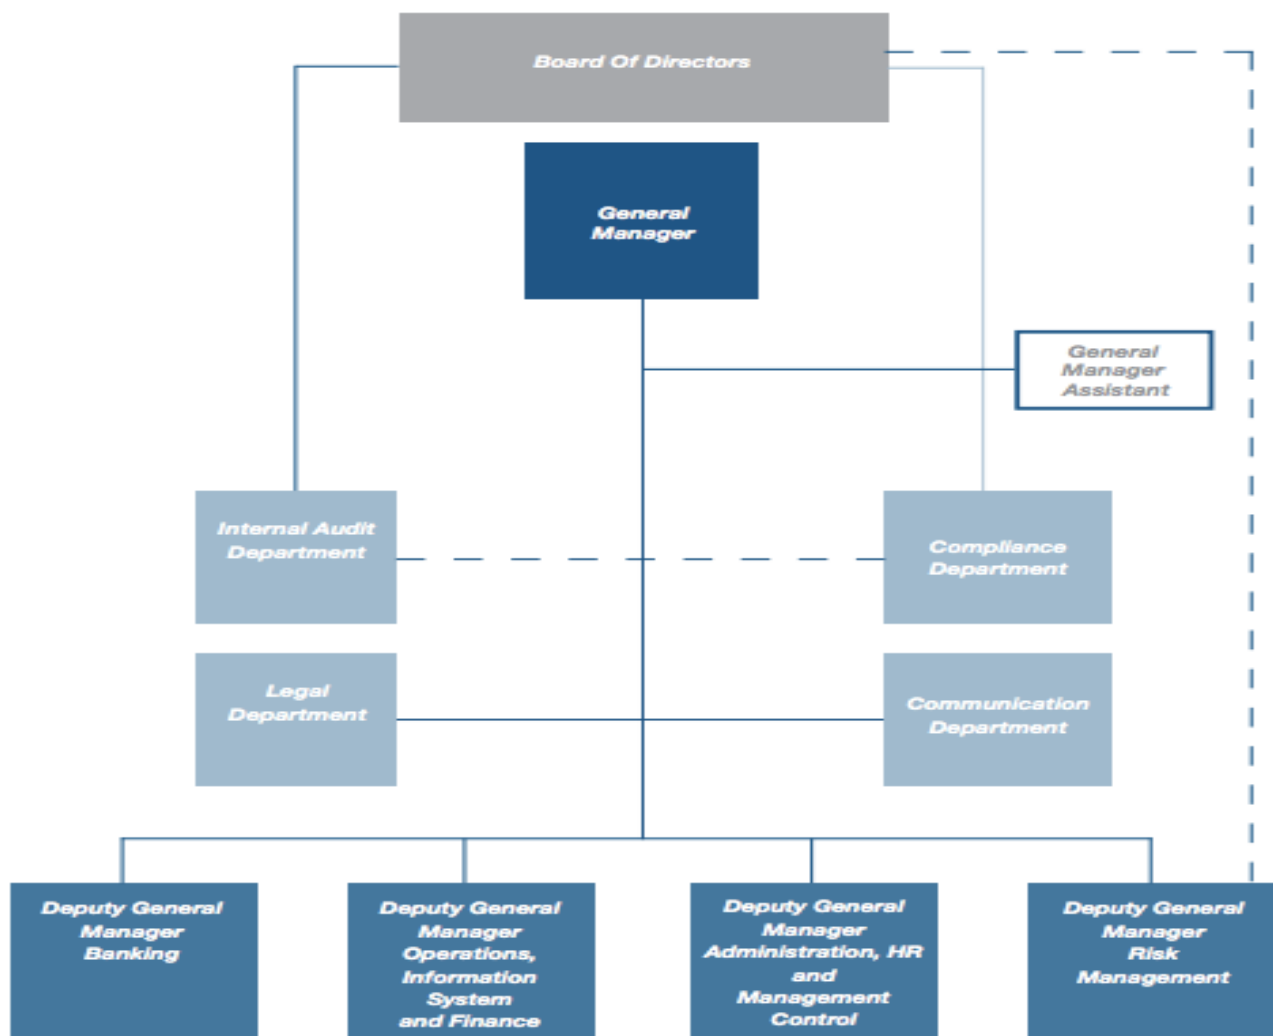 Board Of Directors
General
Manager
General
Manager
Assistant
Internal Audit
Department
Compliance
Department
Legal
Department
Communication
Department
Deputy General
Manager
Banking
Deputy General
Manager
Operations,
Information
System
and Finance
Deputy General
Manager
Administration, HR
and
Management
Control
Deputy General
Manager
Risk
Management